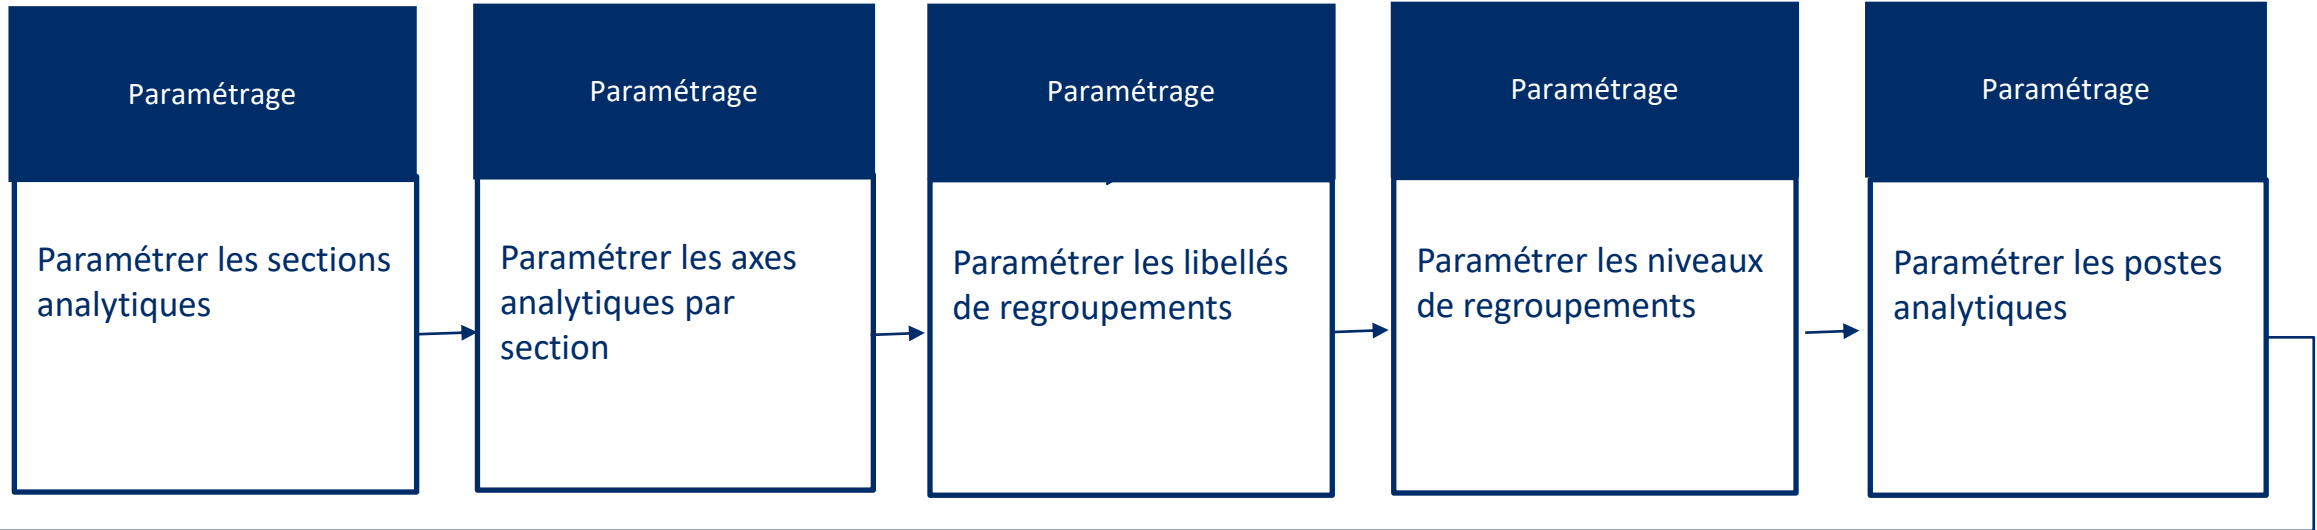 Paramétrage
Paramétrer les sections
analytiques
Paramétrage
Paramétrer les axes
analytiques par
section
Paramétrage
Paramétrer les libellés
de regroupements
Paramétrage
Paramétrer les niveaux
de regroupements
Paramétrage
Paramétrer les postes
analytiques